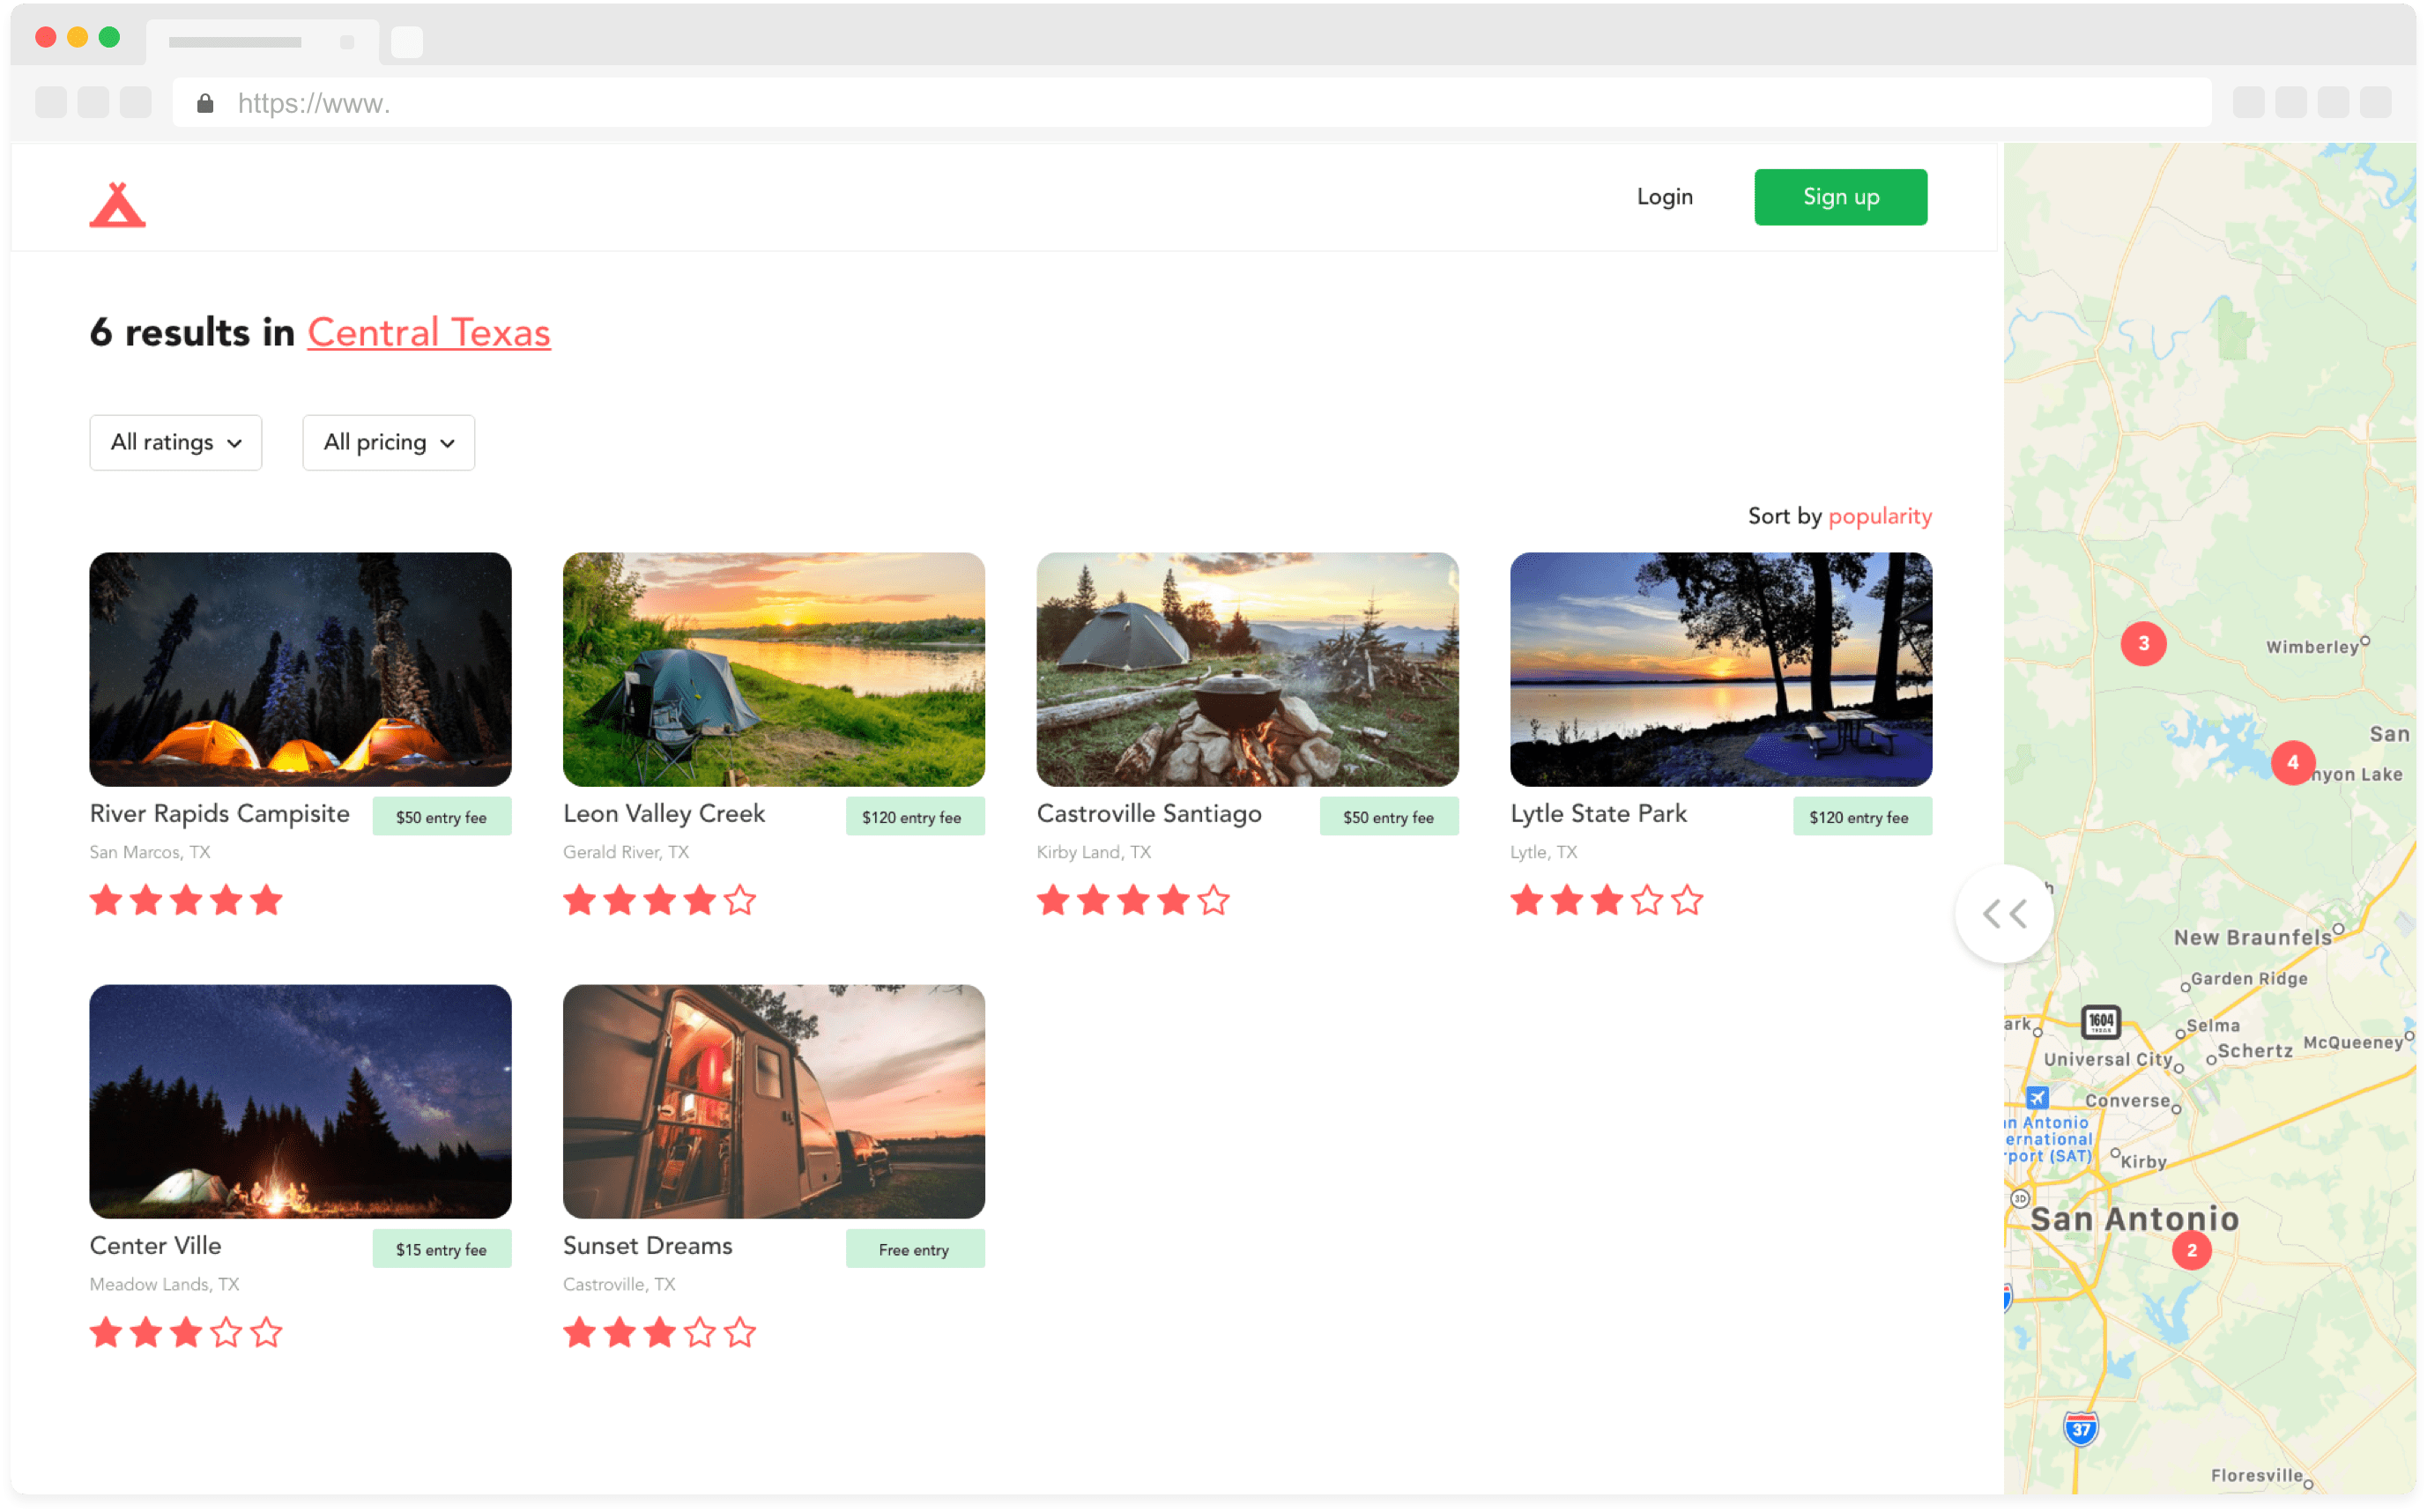 https://www.
Login
Sign up
6 results in Central Texas
All ratings
All pricing
Sort by popularity
River Rapids Campisite
$50 entry fee
San Marcos, TX
Leon Valley Creek
$120 entry fee
Gerald River, TX
Castroville Santiago
$50 entry fee
Kirby Land, TX
Lytle State Park
$120 entry fee
Lytle, TX
Center Ville
$15 entry fee
Meadow Lands, TX
Sunset Dreams
Free entry
Castroville, TX
3
Wimberley
San
4
nyon Lake
h
New Braunfels
Garden Ridge
1604
TEXAS
ark
Selma
Universal City
Schertz
McQueeney
Converse
n Antonio
ernational
rport (SAT)
Kirby
3D
San Antonio
2
37
Floresville